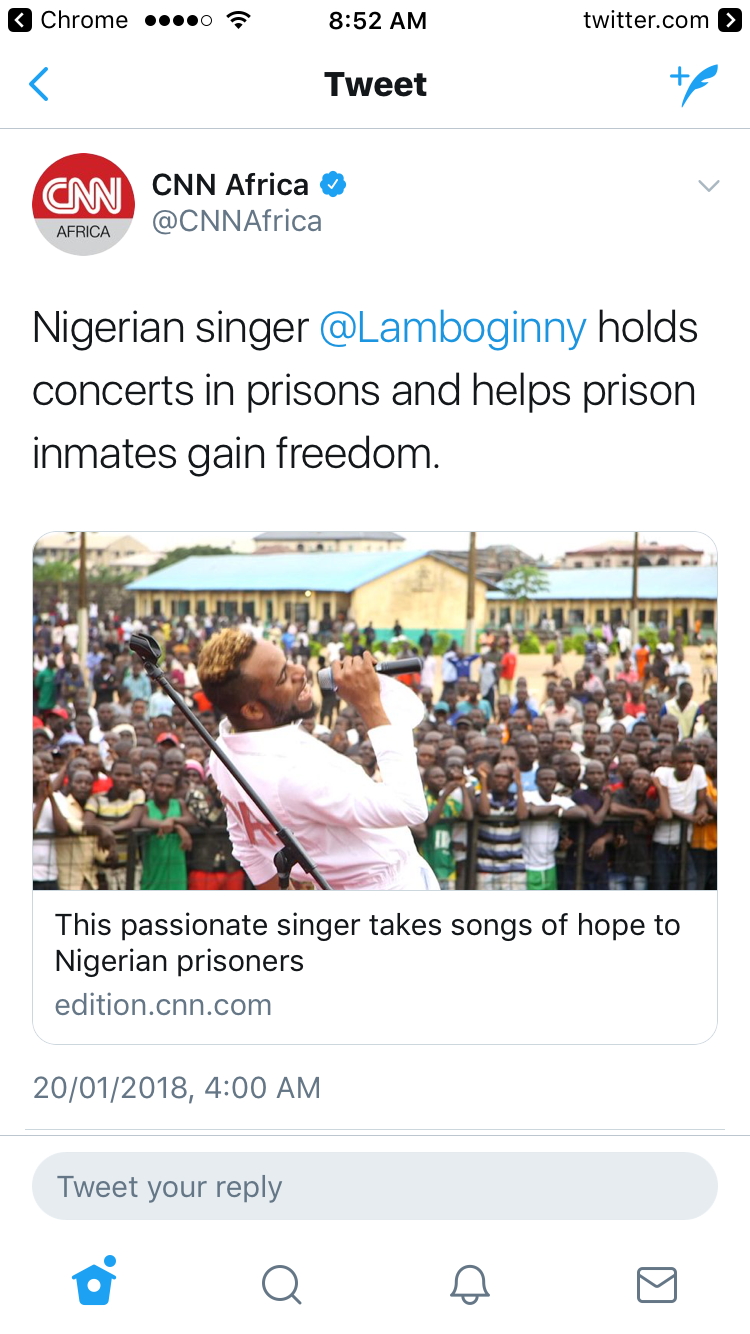 Chrome 8:52 AM twitter.com
Tweet
CNN
AFRICA
CNN Africa
@CNNAfrica
Nigerian singer @Lamboginny holds
concerts in prisons and helps prison
inmates gain freedom.
This passionate singer takes songs of hope to
Nigerian prisoners
edition.cnn.com
20/01/2018, 4:00 AM
Tweet your reply